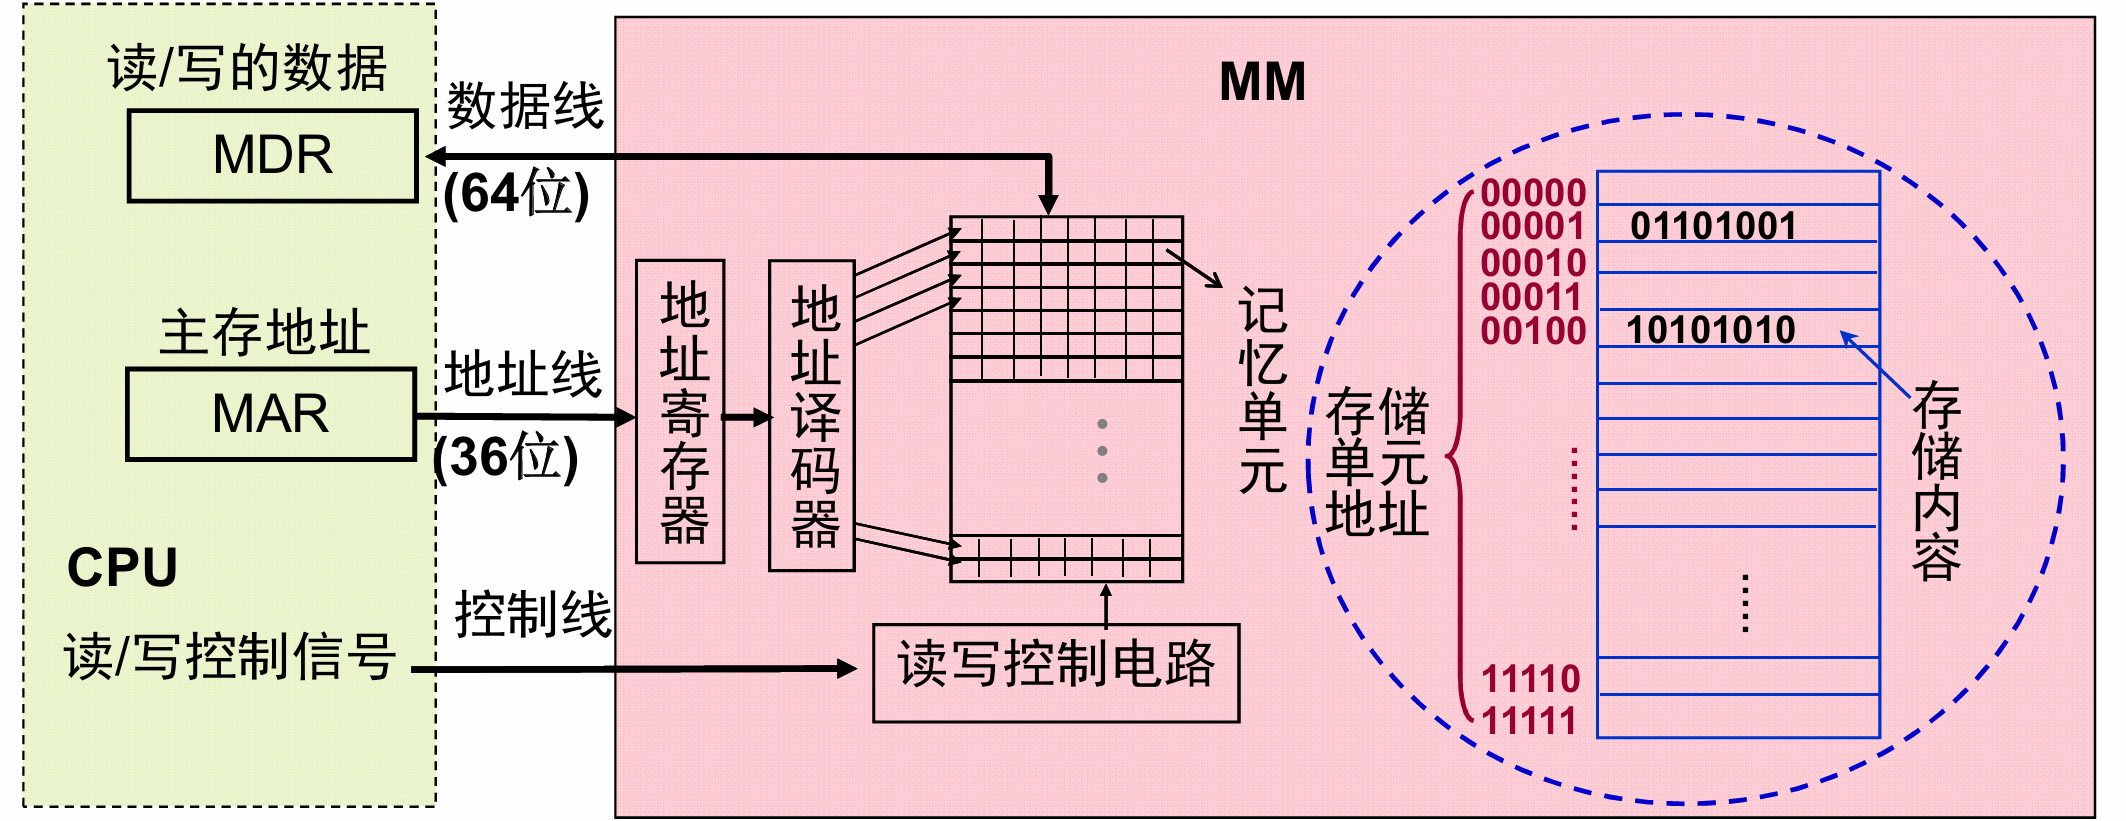 读/写的数据
MDR
数据线
(64位)
主存地址
MAR
地址线
(36位)
CPU
读/写控制信号
控制线
MM
地址寄存器
地址译码器
记忆单元
读写控制电路
存储
单元
地址
00000
00001 01101001
00010
00011
00100 10101010
......
......
11110
11111
存储内容